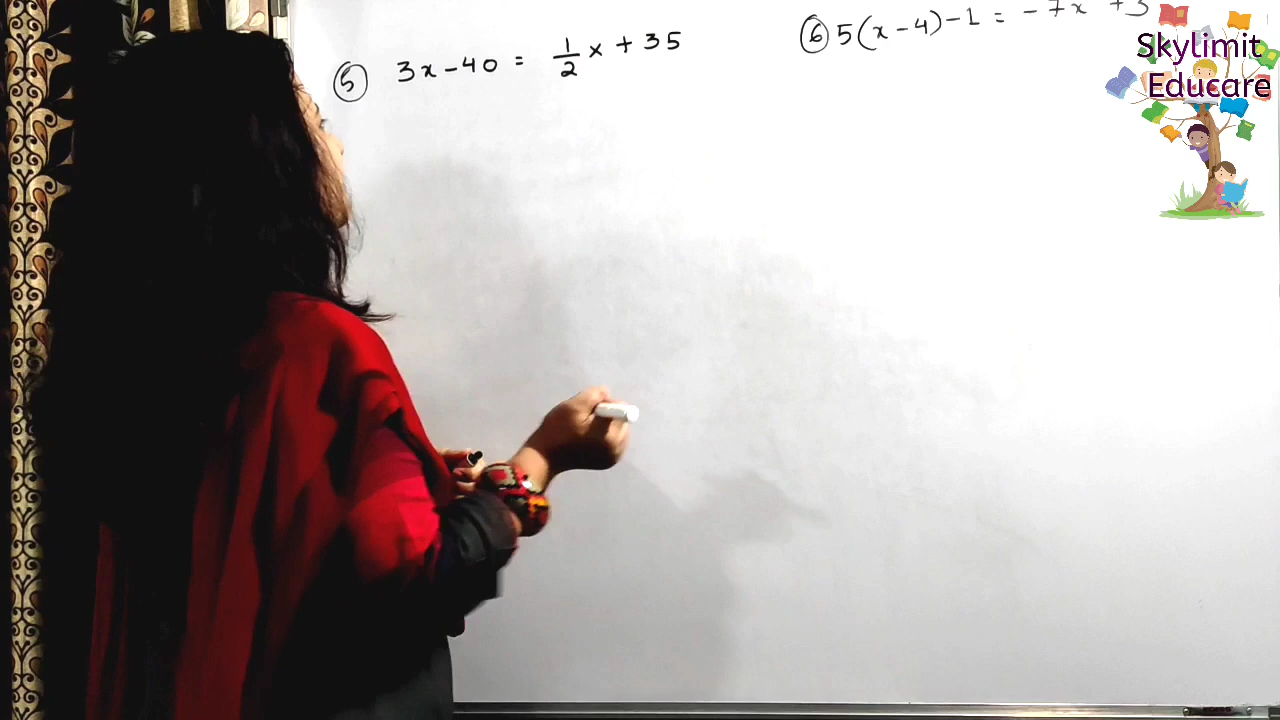 ⑤ 3x - 40 = 1/2 x + 35
⑥ 5(x - 4) - 1 = - 7x + 3
Skylimit
Educare